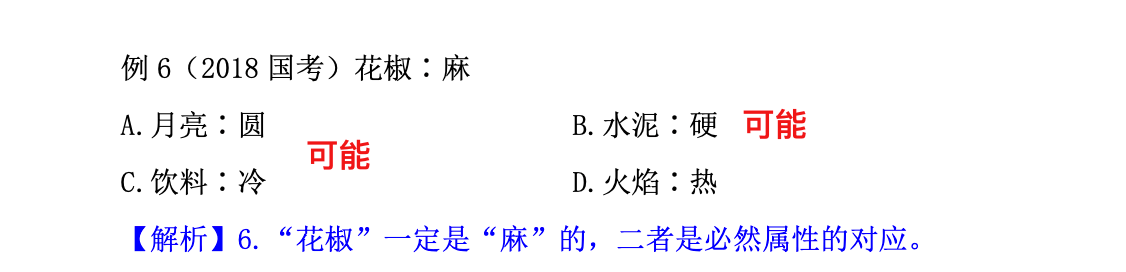 例 6（2018 国考）花椒：麻
A.月亮：圆 B.水泥：硬 可能
可能
C.饮料：冷 D.火焰：热
【解析】6.“花椒”一定是“麻”的，二者是必然属性的对应。